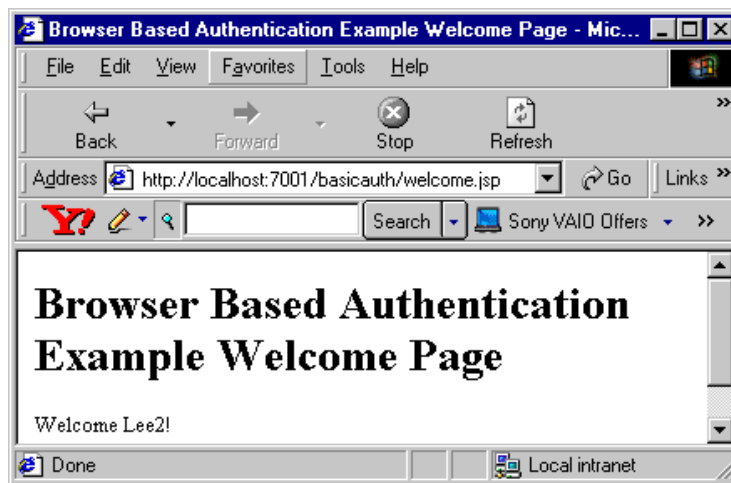 Browser Based Authentication Example Welcome Page - Mic...
File Edit View Favorites Tools Help
Back Forward Stop Refresh
Address http://localhost:7001/basicauth/welcome.jsp Go Links
Y! Search Sony VAIO Offers
Browser Based Authentication
Example Welcome Page
Welcome Lee2!
Done Local intranet